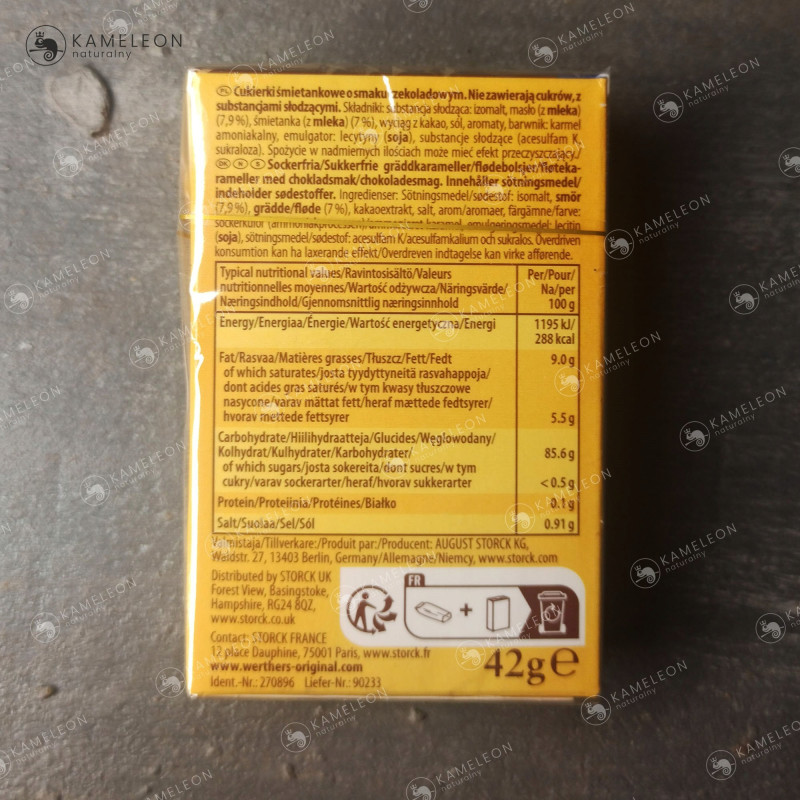 KAMELEON
naturalny
PL Cukierki śmietankowe o smaku czekoladowym. Nie zawierają cukrów, z
substancjami słodzącymi. Składniki: substancja słodząca: izomalt, masło (z mleka)
(7,9%), śmietanka (z mleka) (7%), wyciąg z kakao, sól, aromaty, barwnik: karmel
amoniakalny, emulgator: lecytyny (soja), substancje słodzące (acesulfam K,
sukraloza). Spożycie w nadmiernych ilościach może mieć efekt przeczyszczający.
DK N S Sockerfria/Sukkerfrie gräddkarameller/flødebolsjer/fløteka-
rameller med chokladsmak/chokoladesmag. Innehåller sötningsmedel/
indeholder sødestoffer. Ingredienser: Sötningsmedel/sødestof: isomalt, smör
(7,9%), grädde/fløde (7%), kakaoextrakt, salt, arom/aromaer, färgämne/farve:
sockerkulör (ammoniakprocessen)/ammonieret karamel, emulgeringsmedel: lecitin
(soja), sötningsmedel/sødestof: acesulfam K/acesulfamkalium och sukralos. Överdriven
konsumtion kan ha laxerande effekt./Overdreven indtagelse kan virke afførende.
Typical nutritional values/Ravintosisältö/Valeurs
nutritionnelles moyennes/Wartość odżywcza/Näringsvärde/
Næringsindhold/Gjennomsnittlig næringsinnhold
Per/Pour/
Na/per
100 g
Energy/Energiaa/Énergie/Wartość energetyczna/Energi 1195 kJ/
288 kcal
Fat/Rasvaa/Matières grasses/Tłuszcz/Fett/Fedt 9.0 g
of which saturates/josta tyydyttyneitä rasvahappoja/
dont acides gras saturés/w tym kwasy tłuszczowe
nasycone/varav mättat fett/heraf mættede fedtsyrer/
hvorav mettede fettsyrer 5.5 g
Carbohydrate/Hiilihydraatteja/Glucides/Węglowodany/
Kolhydrat/Kulhydrater/Karbohydrater/ 85.6 g
of which sugars/josta sokereita/dont sucres/w tym
cukry/varav sockerarter/heraf/hvorav sukkerarter < 0.5 g
Protein/Proteiinia/Protéines/Białko 0.1 g
Salt/Suolaa/Sel/Sól 0.91 g
Valmistaja/Tillverkare:/Produit par:/Producent: AUGUST STORCK KG,
Waldstr. 27, 13403 Berlin, Germany/Allemagne/Niemcy, www.storck.com
Distributed by STORCK UK
Forest View, Basingstoke,
Hampshire, RG24 8QZ,
www.storck.co.uk
FR
+
Contact: STORCK FRANCE
12 place Dauphine, 75001 Paris, www.storck.fr
www.werthers-original.com
Ident.-Nr.: 270896 Liefer-Nr.: 90233
42g e